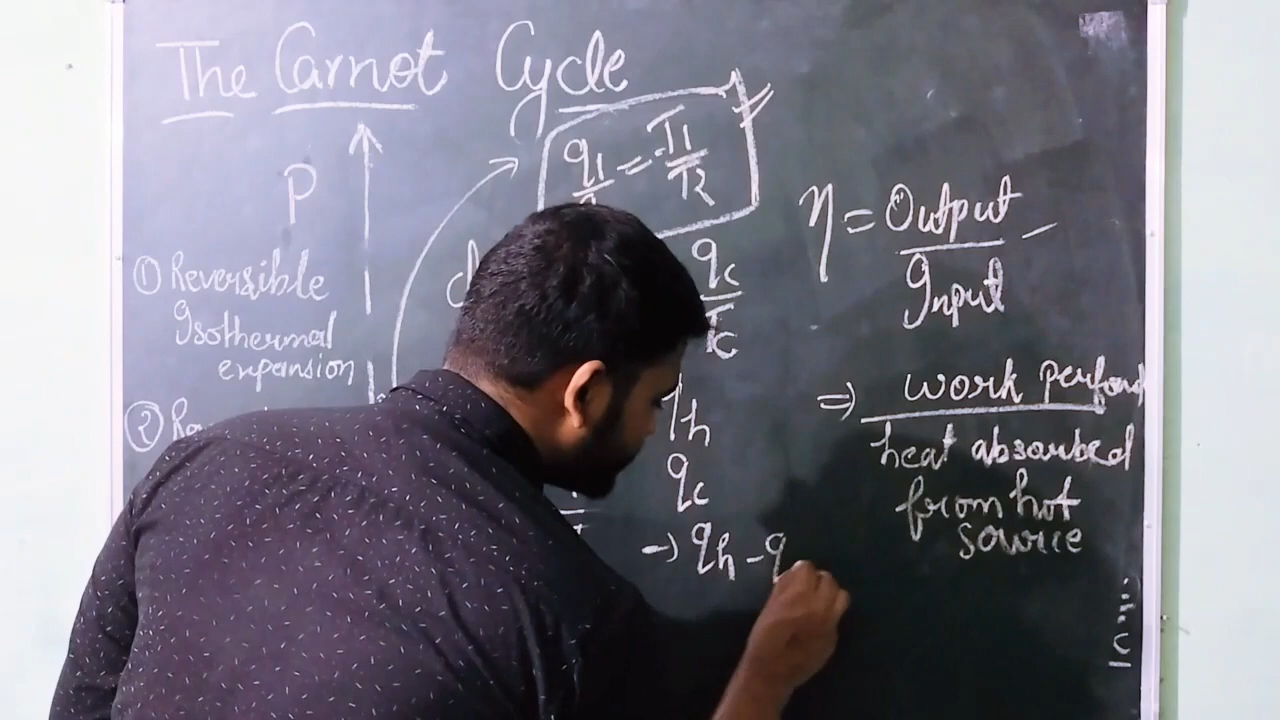 The Carnot Cycle
P
q1 = T1
T2
η = Output
Input
① Reversible
Isothermal
expansion
②
qc
Tc
⇒ work perfomd
heat absorbed
from hot
source
qh
qc
→ qh - q